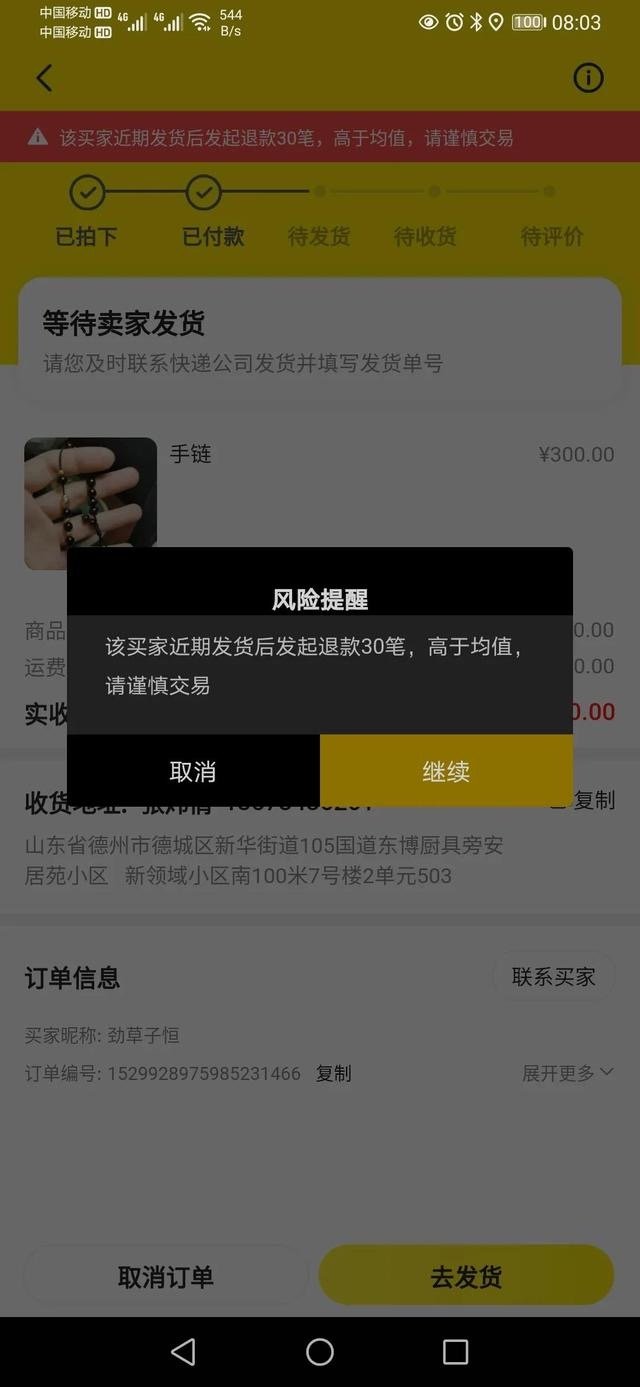 中国移动 HD 4G 4G 544 100 08:03
中国移动 HD B/s
该买家近期发货后发起退款30笔，高于均值，请谨慎交易
已拍下 已付款 待发货 待收货 待评价
等待卖家发货
请您及时联系快递公司发货并填写发货单号
手链 ¥300.00
风险提醒
商品 0.00
该买家近期发货后发起退款30笔，高于均值，
运费 0.00
请谨慎交易
实收 0.00
取消 继续
收货地址: 复制
山东省德州市德城区新华街道105国道东博厨具旁安
居苑小区 新领域小区南100米7号楼2单元503
订单信息 联系买家
买家昵称: 劲草子恒
订单编号: 1529928975985231466 复制 展开更多
取消订单 去发货